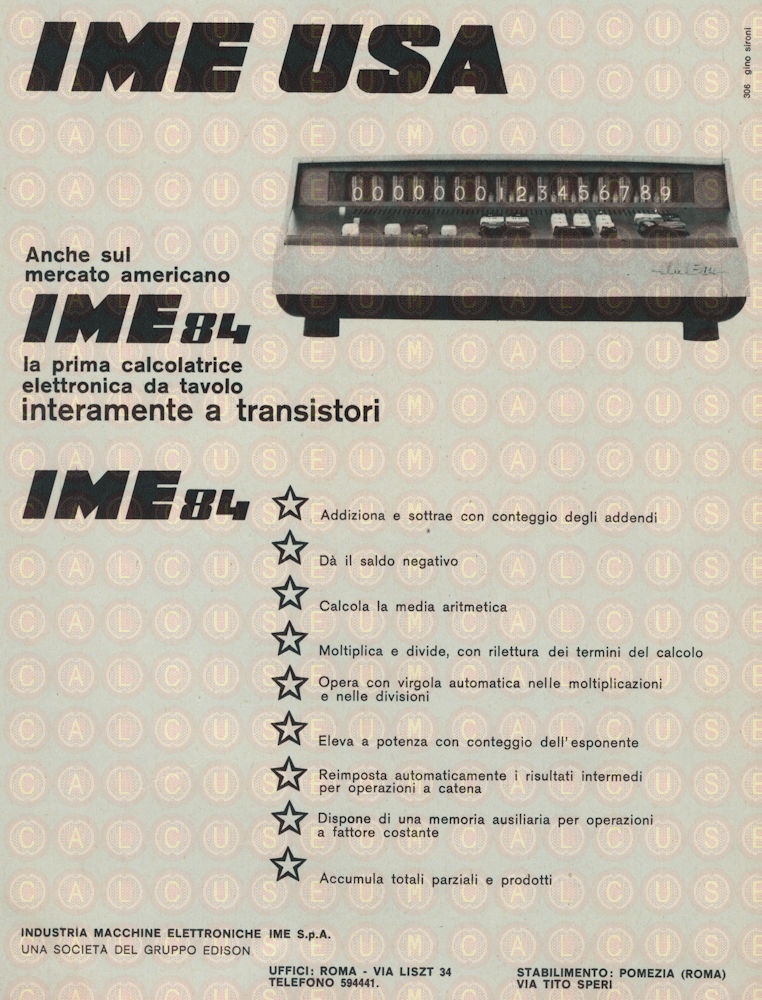 IME USA
306 gino sironi
0000000123456789
Anche sul
mercato americano
IME 84
la prima calcolatrice
elettronica da tavolo
interamente a transistori
IME 84
Addiziona e sottrae con conteggio degli addendi
Dà il saldo negativo
Calcola la media aritmetica
Moltiplica e divide, con rilettura dei termini del calcolo
Opera con virgola automatica nelle moltiplicazioni
e nelle divisioni
Eleva a potenza con conteggio dell'esponente
Reimposta automaticamente i risultati intermedi
per operazioni a catena
Dispone di una memoria ausiliaria per operazioni
a fattore costante
Accumula totali parziali e prodotti
INDUSTRIA MACCHINE ELETTRONICHE IME S.p.A.
UNA SOCIETÀ DEL GRUPPO EDISON
UFFICI: ROMA - VIA LISZT 34
TELEFONO 594441.
STABILIMENTO: POMEZIA (ROMA)
VIA TITO SPERI
CALCUSEUM